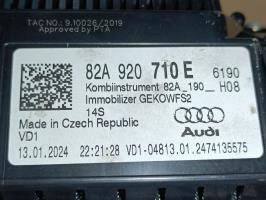 TAC NO.: 9.10026/2019
Approved by PTA
82A 920 710 E 6190
Kombiinstrument 82A_190__ H08
Immobilizer GEKOWFS2
14S
Made in Czech Republic
VD1
Audi
13.01.2024 22:21:28 VD1-04813.01.2474135575